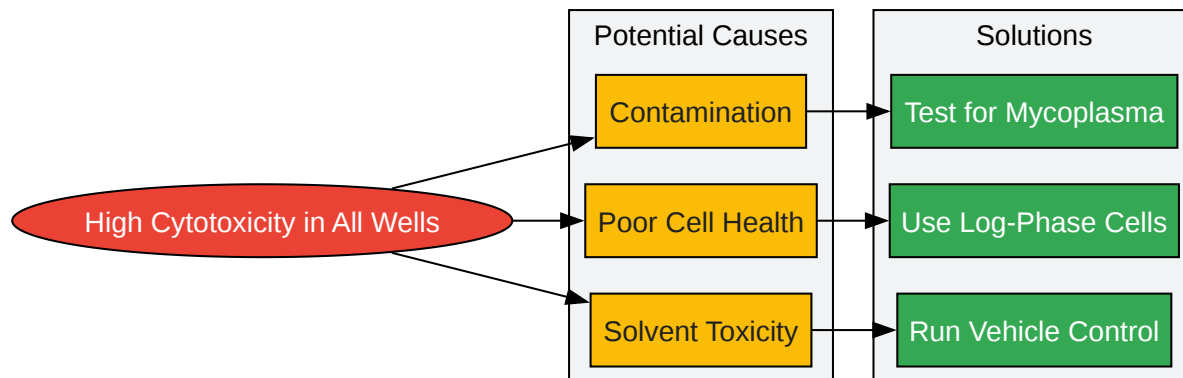 Potential Causes
Solutions
Contamination
Test for Mycoplasma
High Cytotoxicity in All Wells
Poor Cell Health
Use Log-Phase Cells
Solvent Toxicity
Run Vehicle Control